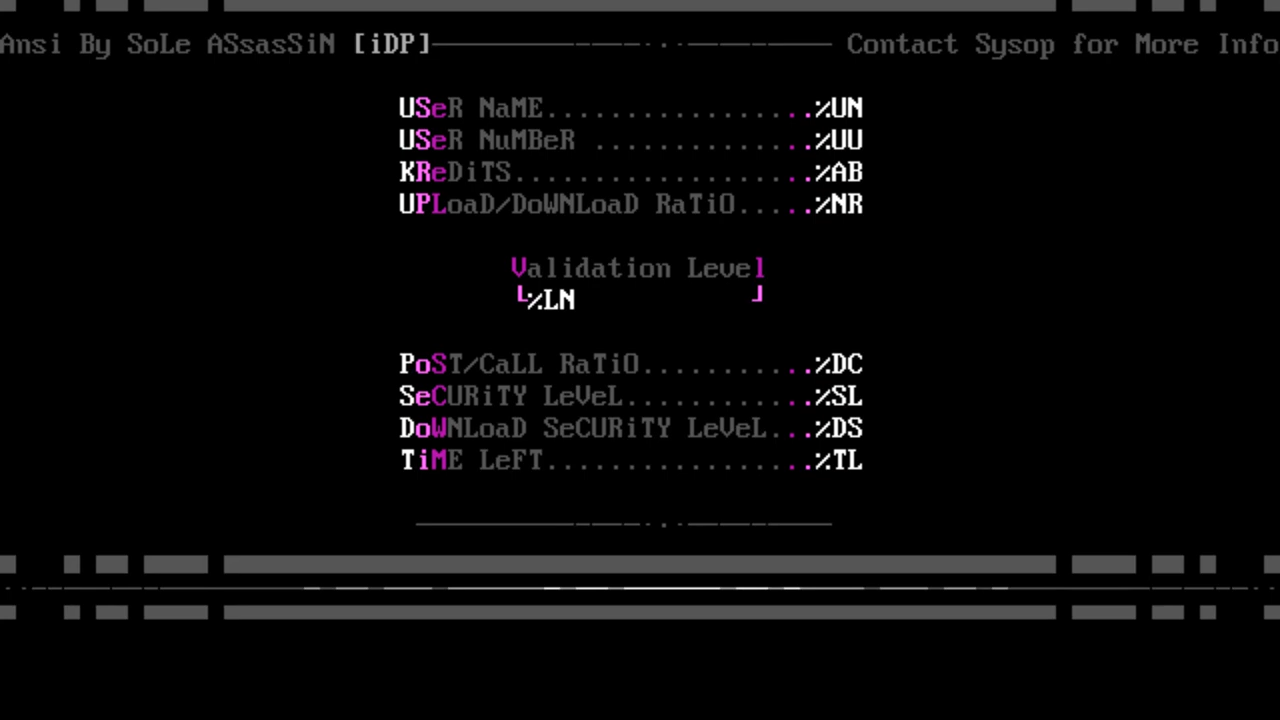 Ansi By SoLe ASsasSiN [iDP] Contact Sysop for More Info
USeR NaME.................%UN
USeR NuMBeR ..............%UU
KReDiTS...................%AB
UPLoaD/DoWNLoaD RaTiO.....%NR
Validation Level
%LN
PoST/CaLL RaTiO...........%DC
SeCURiTY LeVeL............%SL
DoWNLoaD SeCURiTY LeVeL...%DS
TiME LeFT.................%TL